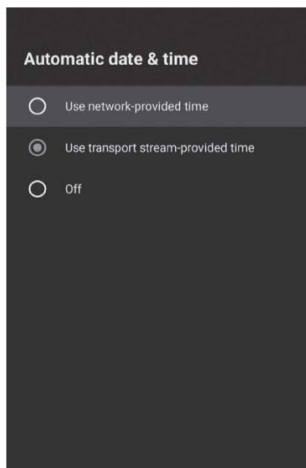 Automatic date & time
Use network-provided time
Use transport stream-provided time
Off